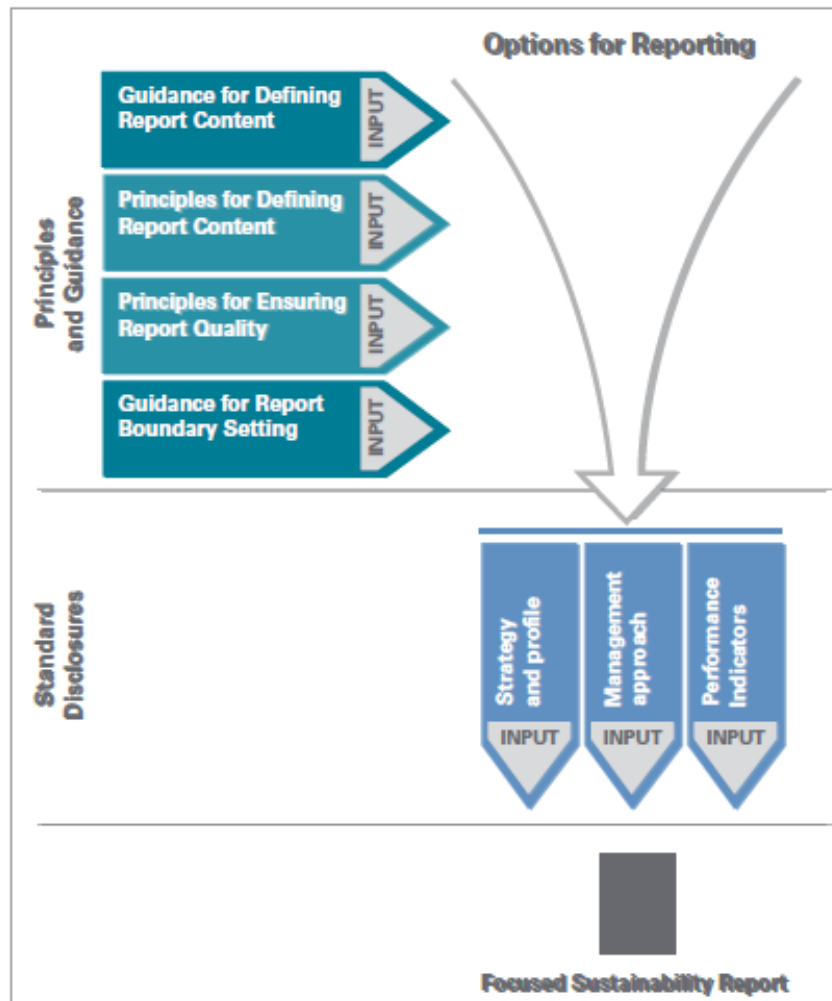 Options for Reporting
Principles
and Guidance
Guidance for Defining
Report Content
INPUT
Principles for Defining
Report Content
INPUT
Principles for Ensuring
Report Quality
INPUT
Guidance for Report
Boundary Setting
INPUT
Standard
Disclosures
Strategy
and profile
INPUT
Management
approach
INPUT
Performance
Indicators
INPUT
Focused Sustainability Report